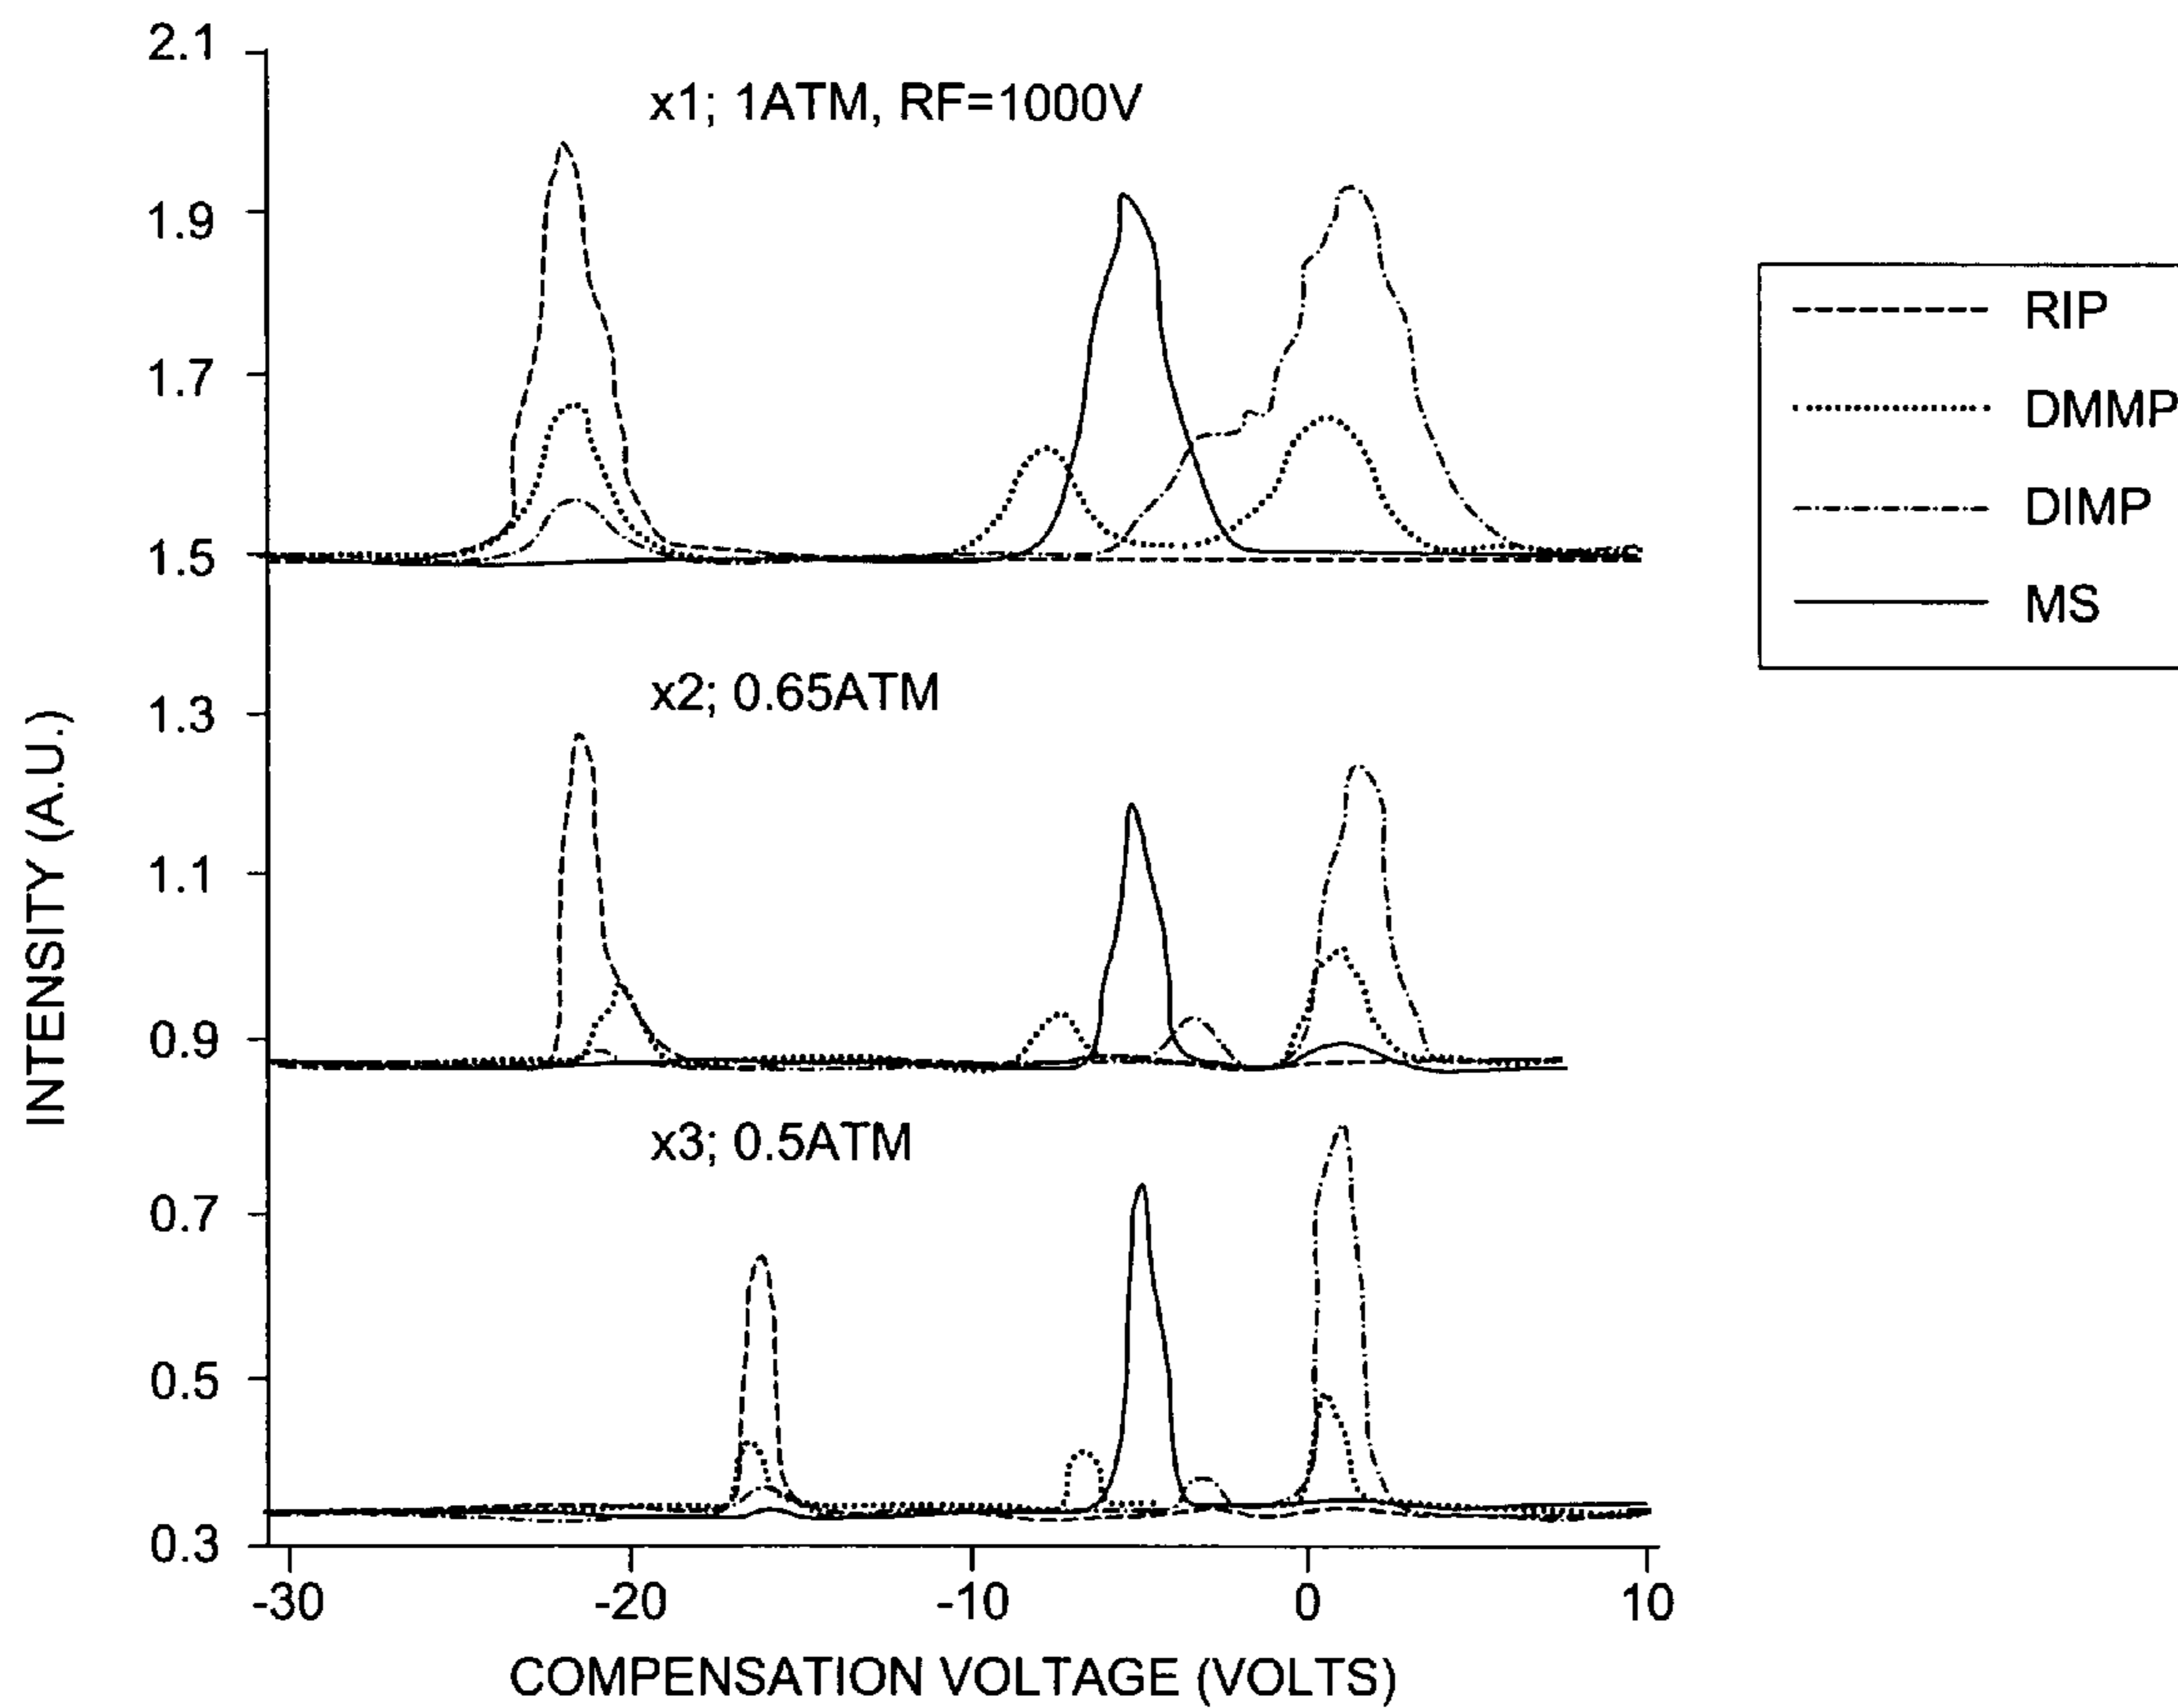 2.1
x1; 1ATM, RF=1000V
1.9
1.7
1.5
RIP
DMMP
DIMP
MS
x2; 0.65ATM
1.3
1.1
0.9
x3; 0.5ATM
0.7
0.5
0.3
INTENSITY (A.U.)
-30 -20 -10 0 10
COMPENSATION VOLTAGE (VOLTS)